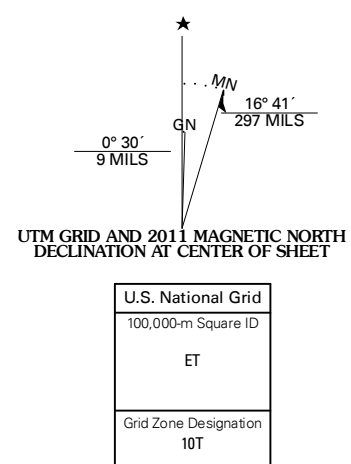 MN
GN
16° 41´
297 MILS
0° 30´
9 MILS
UTM GRID AND 2011 MAGNETIC NORTH
DECLINATION AT CENTER OF SHEET
U.S. National Grid
100,000-m Square ID
ET
Grid Zone Designation
10T